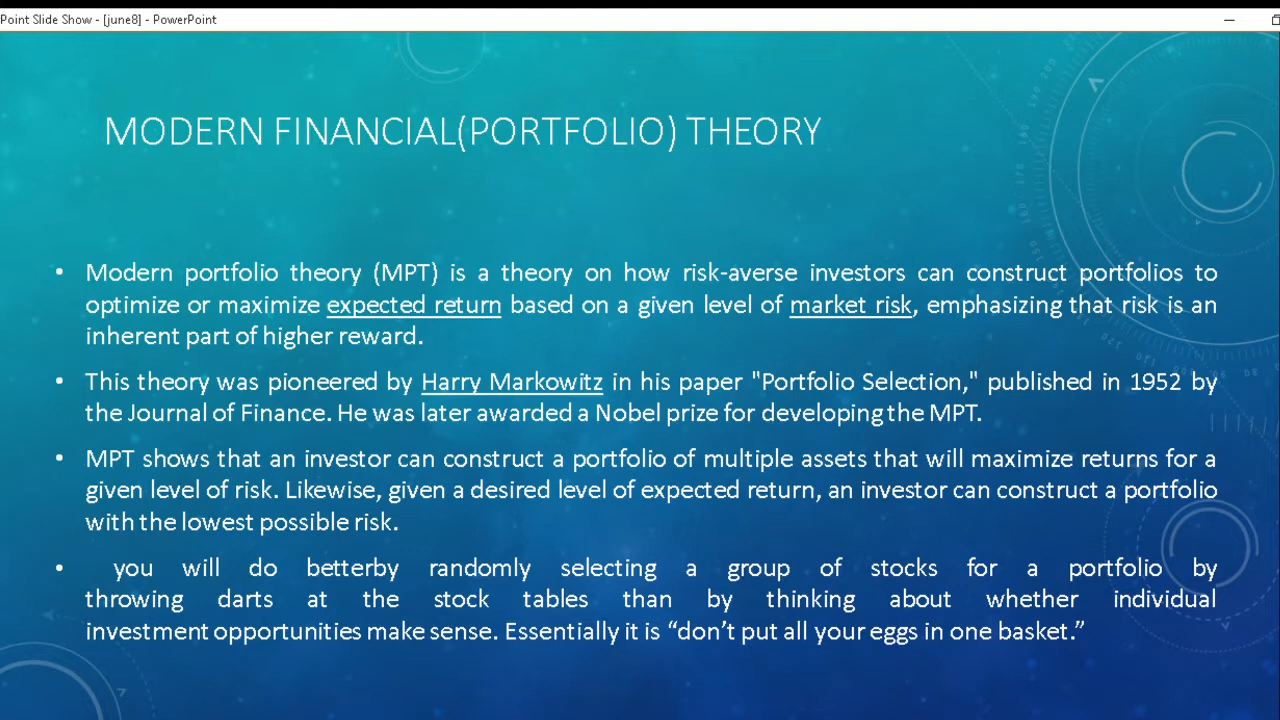 Point Slide Show - [june8] - PowerPoint
MODERN FINANCIAL(PORTFOLIO) THEORY
• Modern portfolio theory (MPT) is a theory on how risk-averse investors can construct portfolios to
optimize or maximize expected return based on a given level of market risk, emphasizing that risk is an
inherent part of higher reward.
• This theory was pioneered by Harry Markowitz in his paper "Portfolio Selection," published in 1952 by
the Journal of Finance. He was later awarded a Nobel prize for developing the MPT.
• MPT shows that an investor can construct a portfolio of multiple assets that will maximize returns for a
given level of risk. Likewise, given a desired level of expected return, an investor can construct a portfolio
with the lowest possible risk.
• you will do betterby randomly selecting a group of stocks for a portfolio by
throwing darts at the stock tables than by thinking about whether individual
investment opportunities make sense. Essentially it is “don’t put all your eggs in one basket.”